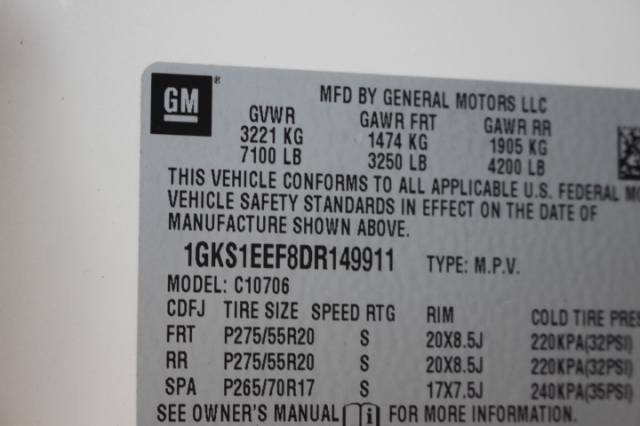 GM®
MFD BY GENERAL MOTORS LLC
GVWR GAWR FRT GAWR RR
3221 KG 1474 KG 1905 KG
7100 LB 3250 LB 4200 LB
THIS VEHICLE CONFORMS TO ALL APPLICABLE U.S. FEDERAL MO
VEHICLE SAFETY STANDARDS IN EFFECT ON THE DATE OF
MANUFACTURE SHOWN ABOVE.
1GKS1EEF8DR149911 TYPE: M.P.V.
MODEL: C10706
CDFJ TIRE SIZE SPEED RTG RIM COLD TIRE PRES
FRT P275/55R20 S 20X8.5J 220KPA(32PSI)
RR P275/55R20 S 20X8.5J 220KPA(32PSI)
SPA P265/70R17 S 17X7.5J 240KPA(35PSI)
SEE OWNER'S MANUAL i FOR MORE INFORMATION.